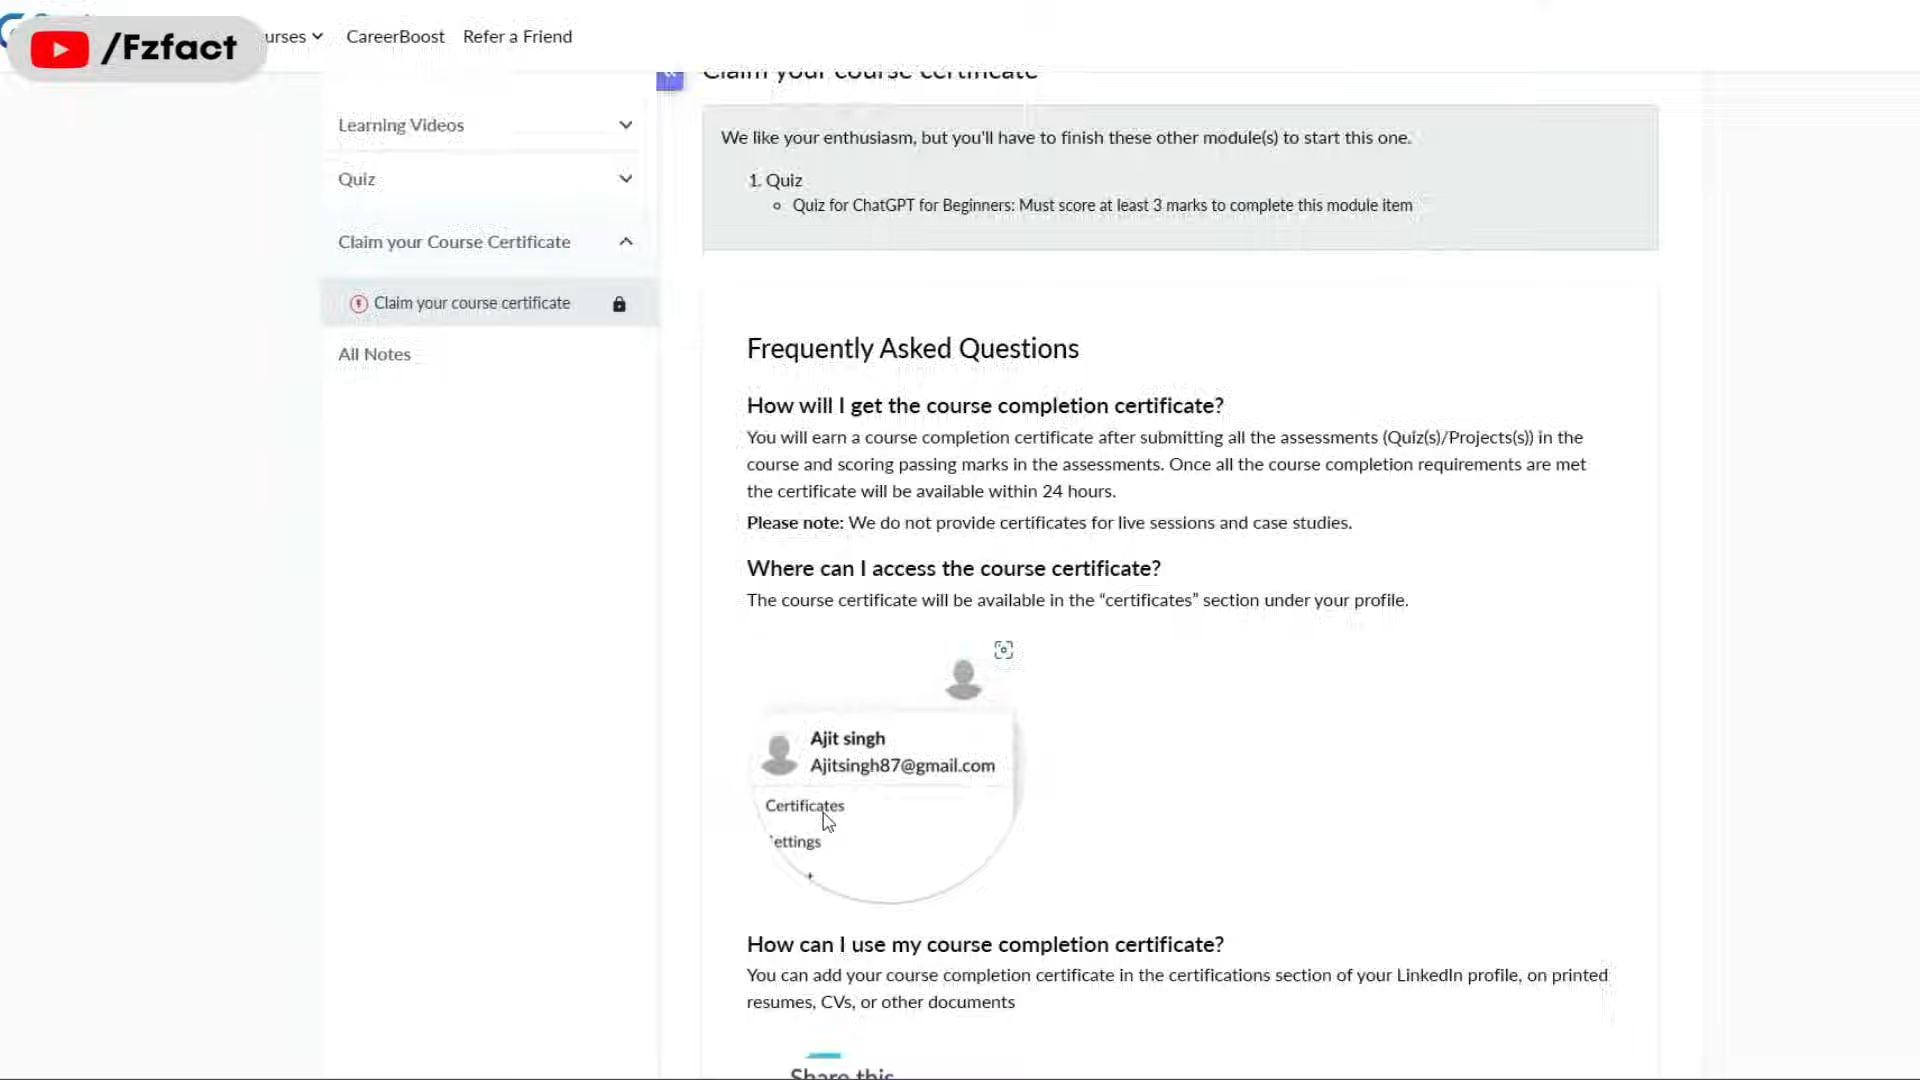 /Fzfact
urses
CareerBoost
Refer a Friend
Claim your course certificate
Learning Videos
Quiz
Claim your Course Certificate
Claim your course certificate
All Notes
We like your enthusiasm, but you'll have to finish these other module(s) to start this one.
1. Quiz
Quiz for ChatGPT for Beginners: Must score at least 3 marks to complete this module item
Frequently Asked Questions
How will I get the course completion certificate?
You will earn a course completion certificate after submitting all the assessments (Quiz(s)/Projects(s)) in the
course and scoring passing marks in the assessments. Once all the course completion requirements are met
the certificate will be available within 24 hours.
Please note: We do not provide certificates for live sessions and case studies.
Where can I access the course certificate?
The course certificate will be available in the “certificates” section under your profile.
Ajit singh
Ajitsingh87@gmail.com
Certificates
ettings
How can I use my course completion certificate?
You can add your course completion certificate in the certifications section of your LinkedIn profile, on printed
resumes, CVs, or other documents
Share this